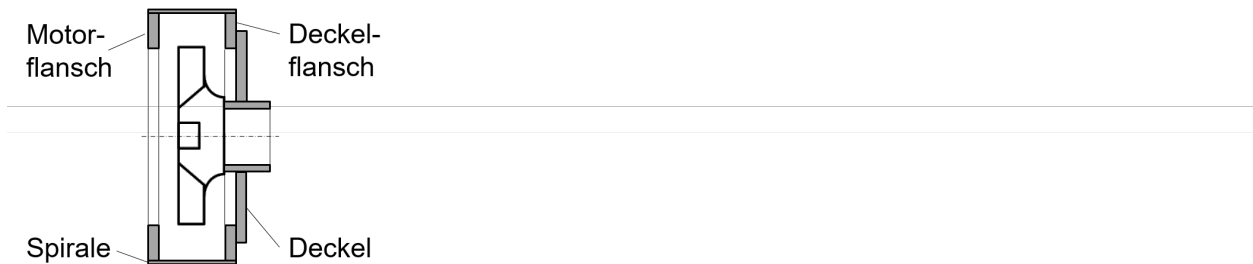 Motor-
flansch
Deckel-
flansch
Spirale
Deckel